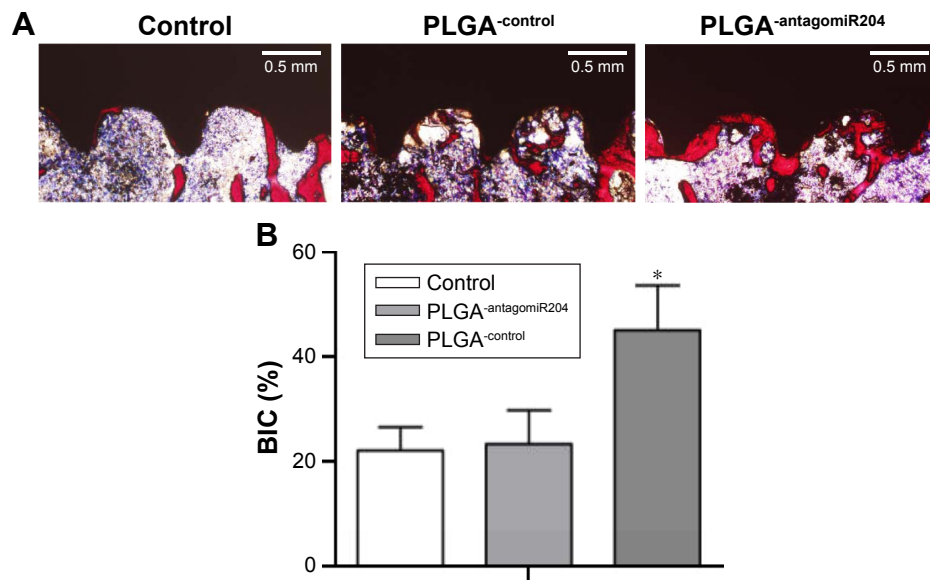 A
Control
PLGA-control
PLGA-antagomiR204
0.5 mm
0.5 mm
0.5 mm
B
BIC (%)
60
40
20
0
Control
PLGA-antagomiR204
PLGA-control
*